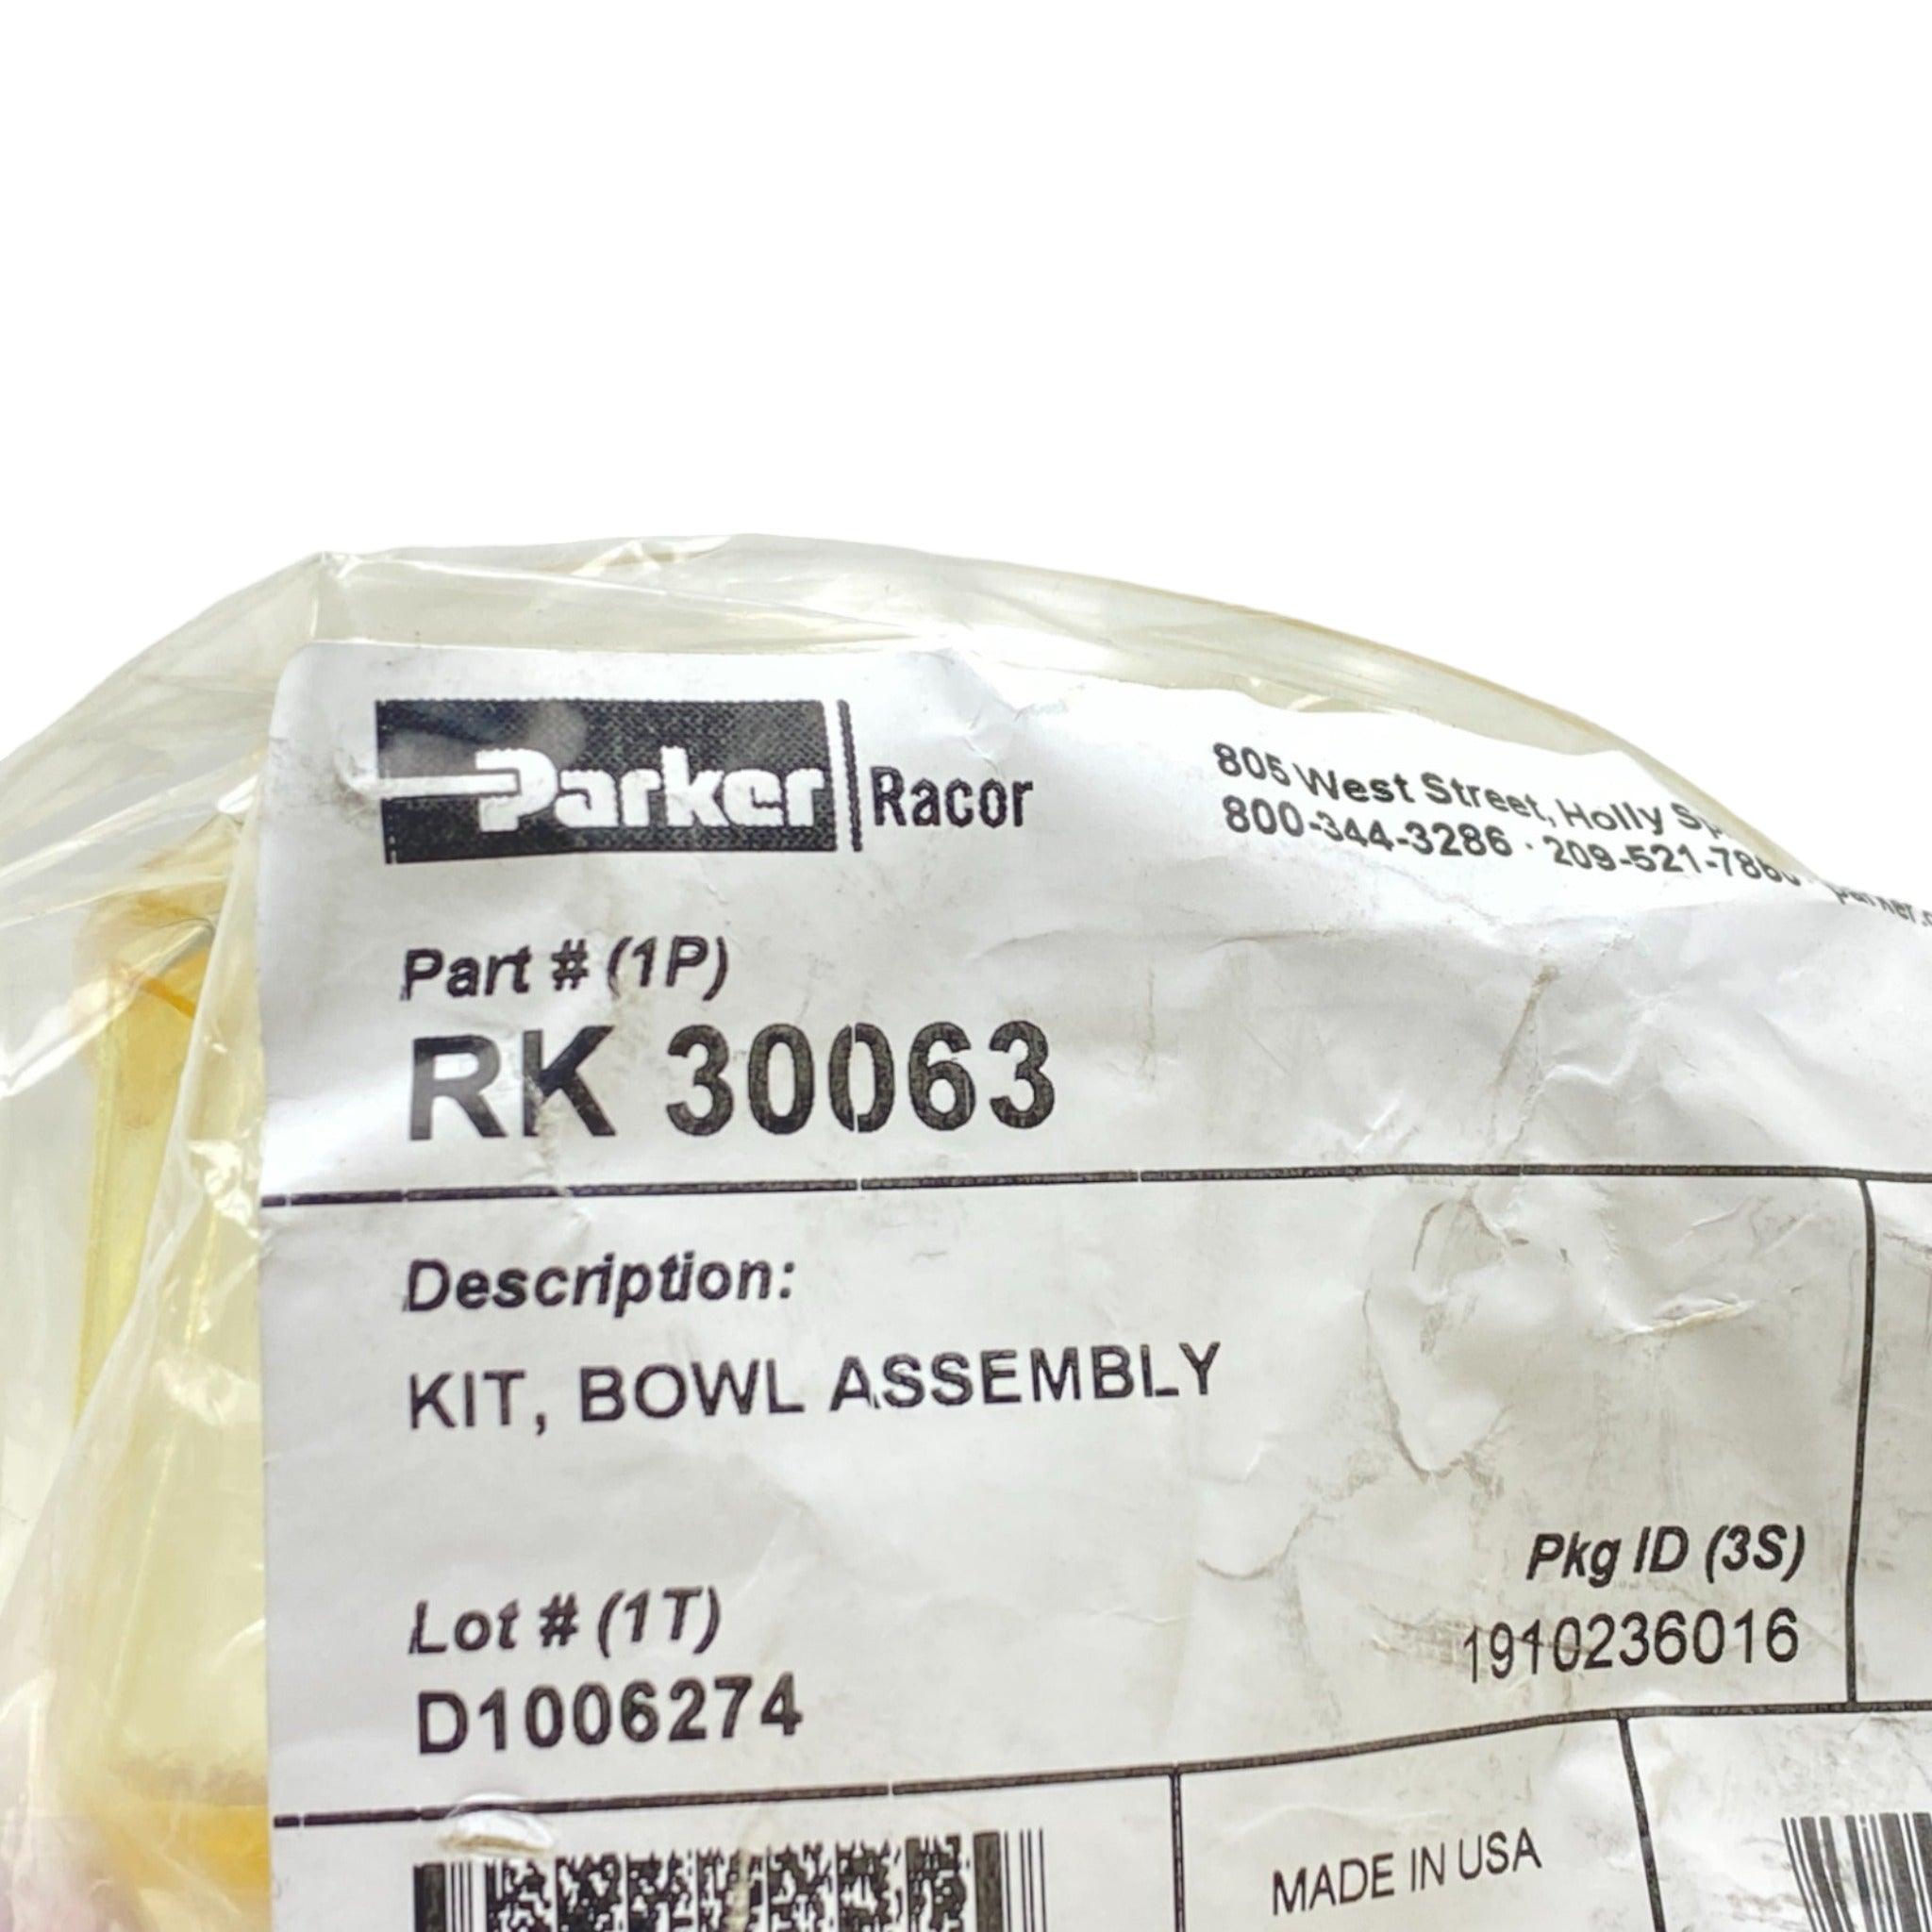 Parker Racor
805 West Street, Holly
800-344-3286 · 209-521-7860
Part # (1P)
RK 30063
Description:
KIT, BOWL ASSEMBLY
Pkg ID (3S)
1910236016
Lot # (1T)
D1006274
MADE IN USA